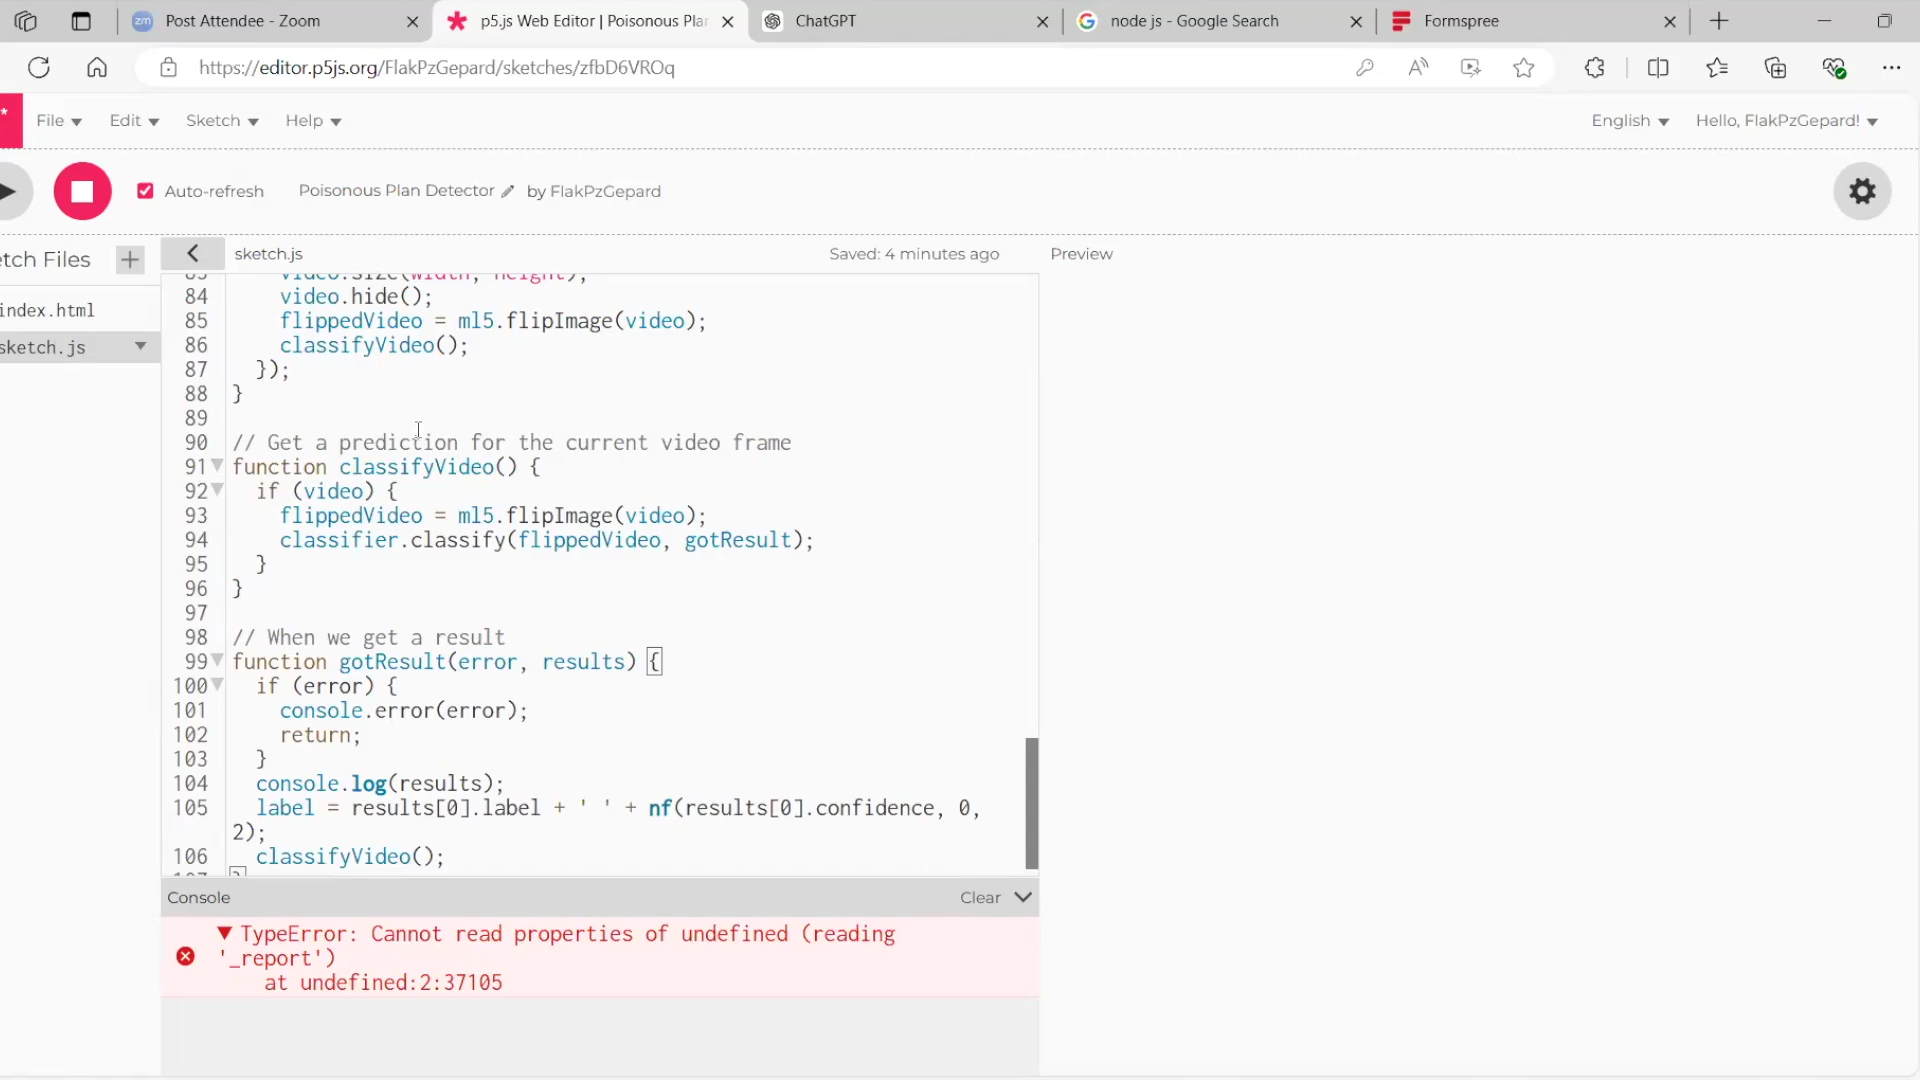 zm Post Attendee - Zoom
p5.js Web Editor | Poisonous Plan
ChatGPT
node js - Google Search
Formspree
https://editor.p5js.org/FlakPzGepard/sketches/zfbD6VROq
File Edit Sketch Help English Hello, FlakPzGepard!
Auto-refresh Poisonous Plan Detector by FlakPzGepard
tch Files + sketch.js Saved: 4 minutes ago Preview
index.html
sketch.js
video.size(width, height);
84 video.hide();
85 flippedVideo = ml5.flipImage(video);
86 classifyVideo();
87 });
88 }
89
90 // Get a prediction for the current video frame
91 function classifyVideo() {
92 if (video) {
93 flippedVideo = ml5.flipImage(video);
94 classifier.classify(flippedVideo, gotResult);
95 }
96 }
97
98 // When we get a result
99 function gotResult(error, results) {
100 if (error) {
101 console.error(error);
102 return;
103 }
104 console.log(results);
105 label = results[0].label + ' ' + nf(results[0].confidence, 0,
2);
106 classifyVideo();
Console Clear
TypeError: Cannot read properties of undefined (reading
'_report')
at undefined:2:37105